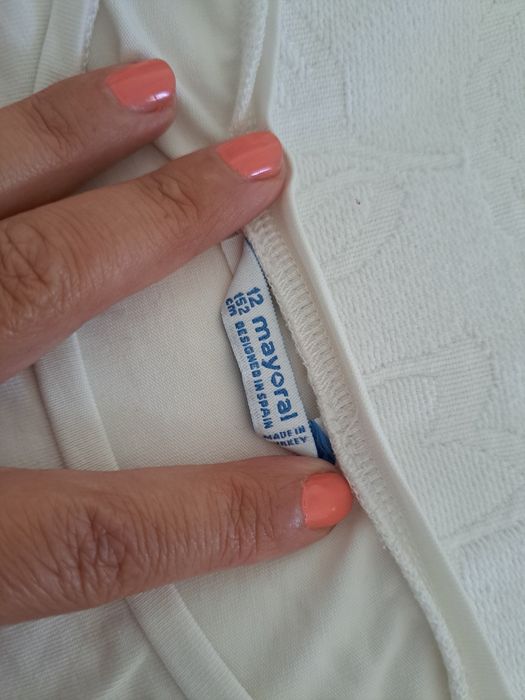 12
152
cm
mayoral
DESIGNED IN SPAIN
MADE IN